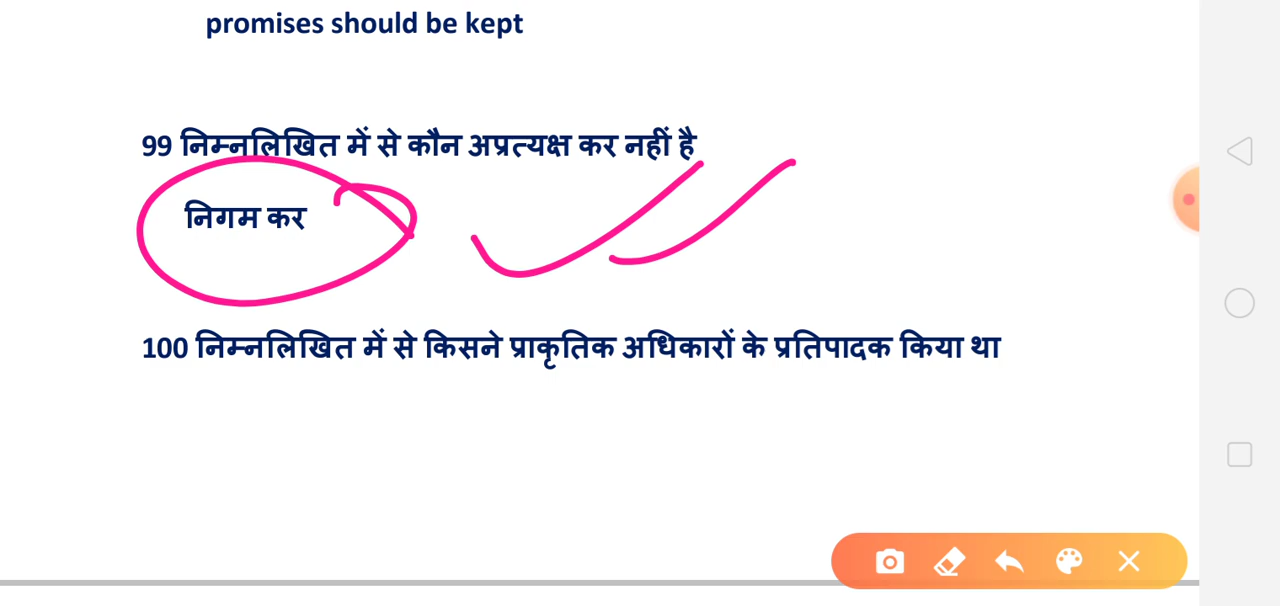 promises should be kept
99 निम्नलिखित में से कौन अप्रत्यक्ष कर नहीं है
निगम कर
100 निम्नलिखित में से किसने प्राकृतिक अधिकारों के प्रतिपादक किया था